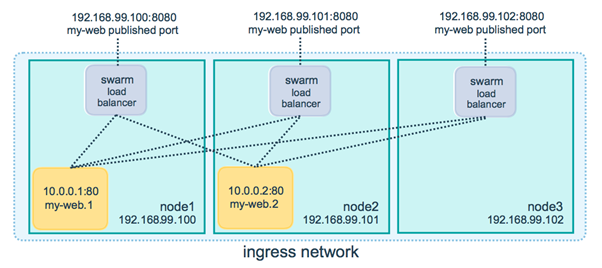 192.168.99.100:8080
my-web published port
192.168.99.101:8080
my-web published port
192.168.99.102:8080
my-web published port
swarm
load
balancer
swarm
load
balancer
swarm
load
balancer
10.0.0.1:80
my-web.1
node1
192.168.99.100
10.0.0.2:80
my-web.2
node2
192.168.99.101
node3
192.168.99.102
ingress network